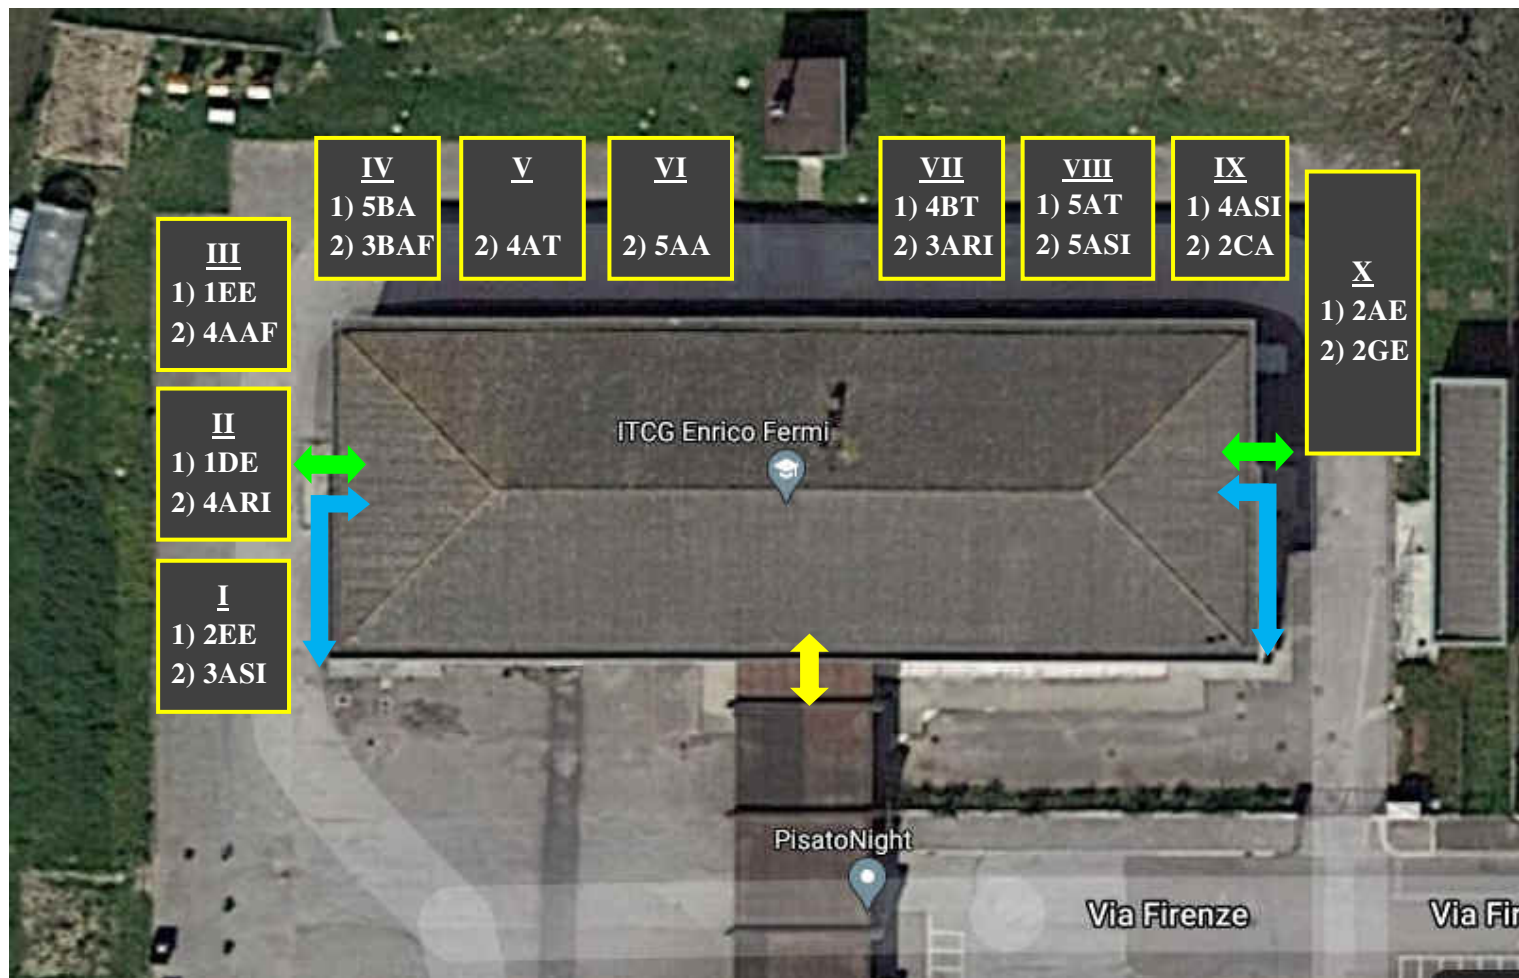 IV
1) 5BA
2) 3BAF
V
2) 4AT
VI
2) 5AA
VII
1) 4BT
2) 3ARI
VIII
1) 5AT
2) 5ASI
IX
1) 4ASI
2) 2CA
X
1) 2AE
2) 2GE
III
1) 1EE
2) 4AAF
II
1) 1DE
2) 4ARI
I
1) 2EE
2) 3ASI
ITCG Enrico Fermi
PisatoNight
Via Firenze
Via Fir